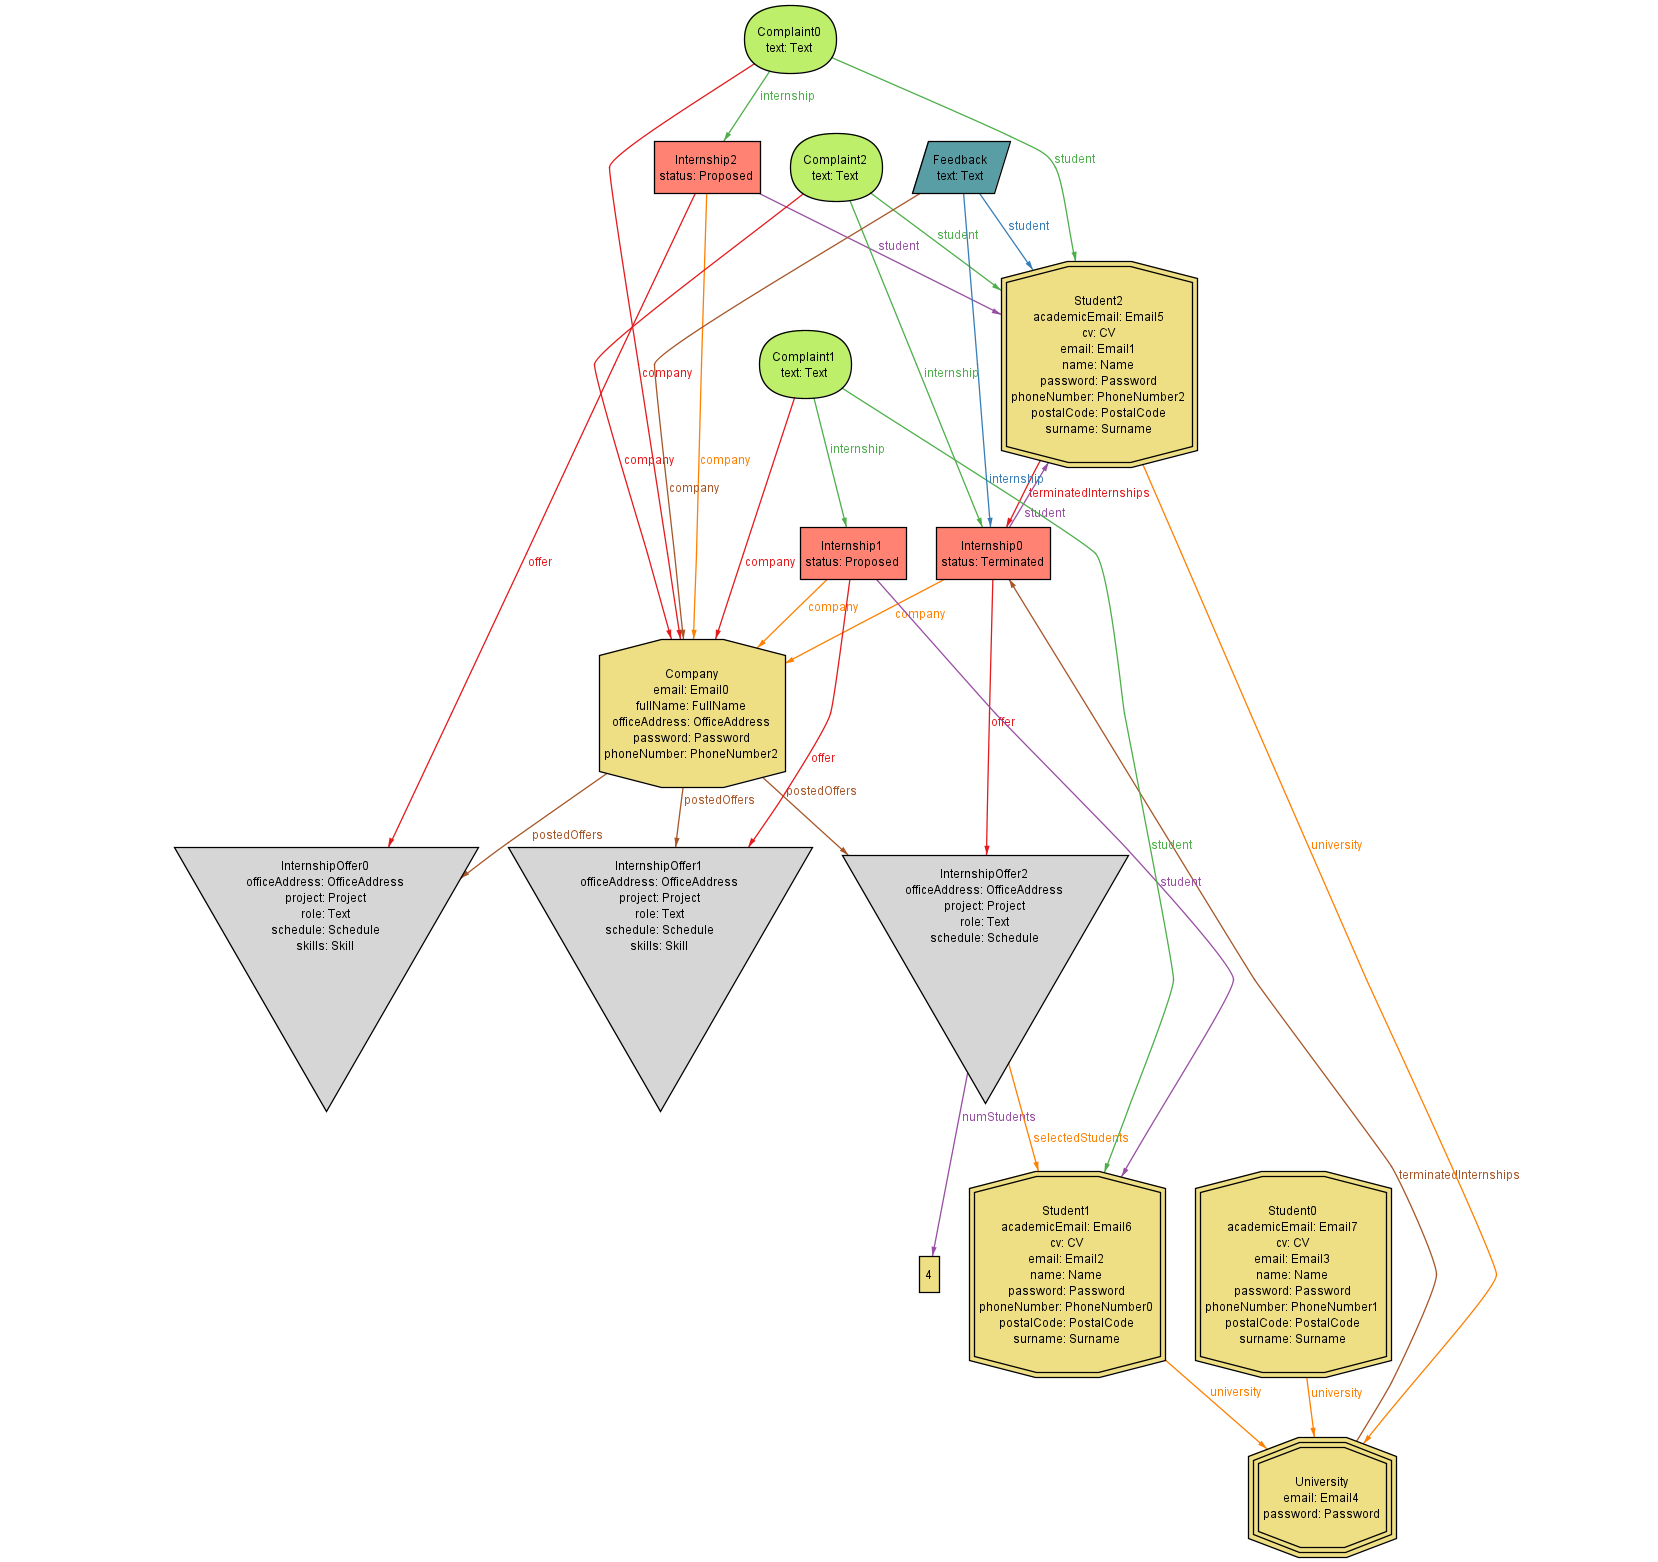 Complaint0
text: Text
internship
student
Internship2
status: Proposed
Complaint2
text: Text
Feedback
text: Text
student
student
student
Student2
academicEmail: Email5
cv: CV
email: Email1
name: Name
password: Password
phoneNumber: PhoneNumber2
postalCode: PostalCode
surname: Surname
Complaint1
text: Text
company
internship
internship
company
company
company
internship
terminatedInternships
student
Internship1
status: Proposed
Internship0
status: Terminated
offer
company
company
company
Company
email: Email0
fullName: FullName
officeAddress: OfficeAddress
password: Password
phoneNumber: PhoneNumber2
offer
offer
postedOffers
postedOffers
postedOffers
student
university
student
InternshipOffer0
officeAddress: OfficeAddress
project: Project
role: Text
schedule: Schedule
skills: Skill
InternshipOffer1
officeAddress: OfficeAddress
project: Project
role: Text
schedule: Schedule
skills: Skill
InternshipOffer2
officeAddress: OfficeAddress
project: Project
role: Text
schedule: Schedule
numStudents
selectedStudents
terminatedInternships
4
Student1
academicEmail: Email6
cv: CV
email: Email2
name: Name
password: Password
phoneNumber: PhoneNumber0
postalCode: PostalCode
surname: Surname
Student0
academicEmail: Email7
cv: CV
email: Email3
name: Name
password: Password
phoneNumber: PhoneNumber1
postalCode: PostalCode
surname: Surname
university
university
University
email: Email4
password: Password